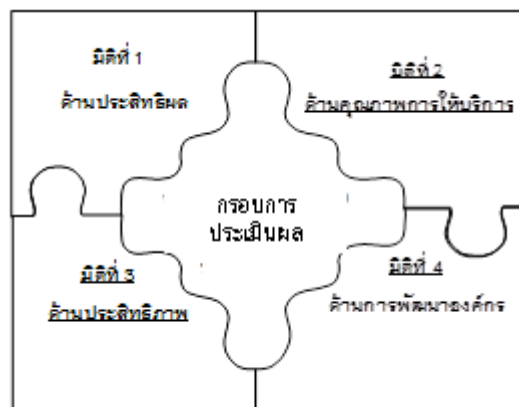 มิติที่ 1
ด้านประสิทธิผล
มิติที่ 2
ด้านคุณภาพการให้บริการ
กรอบการ
ประเมินผล
มิติที่ 3
ด้านประสิทธิภาพ
มิติที่ 4
ด้านการพัฒนาองค์กร